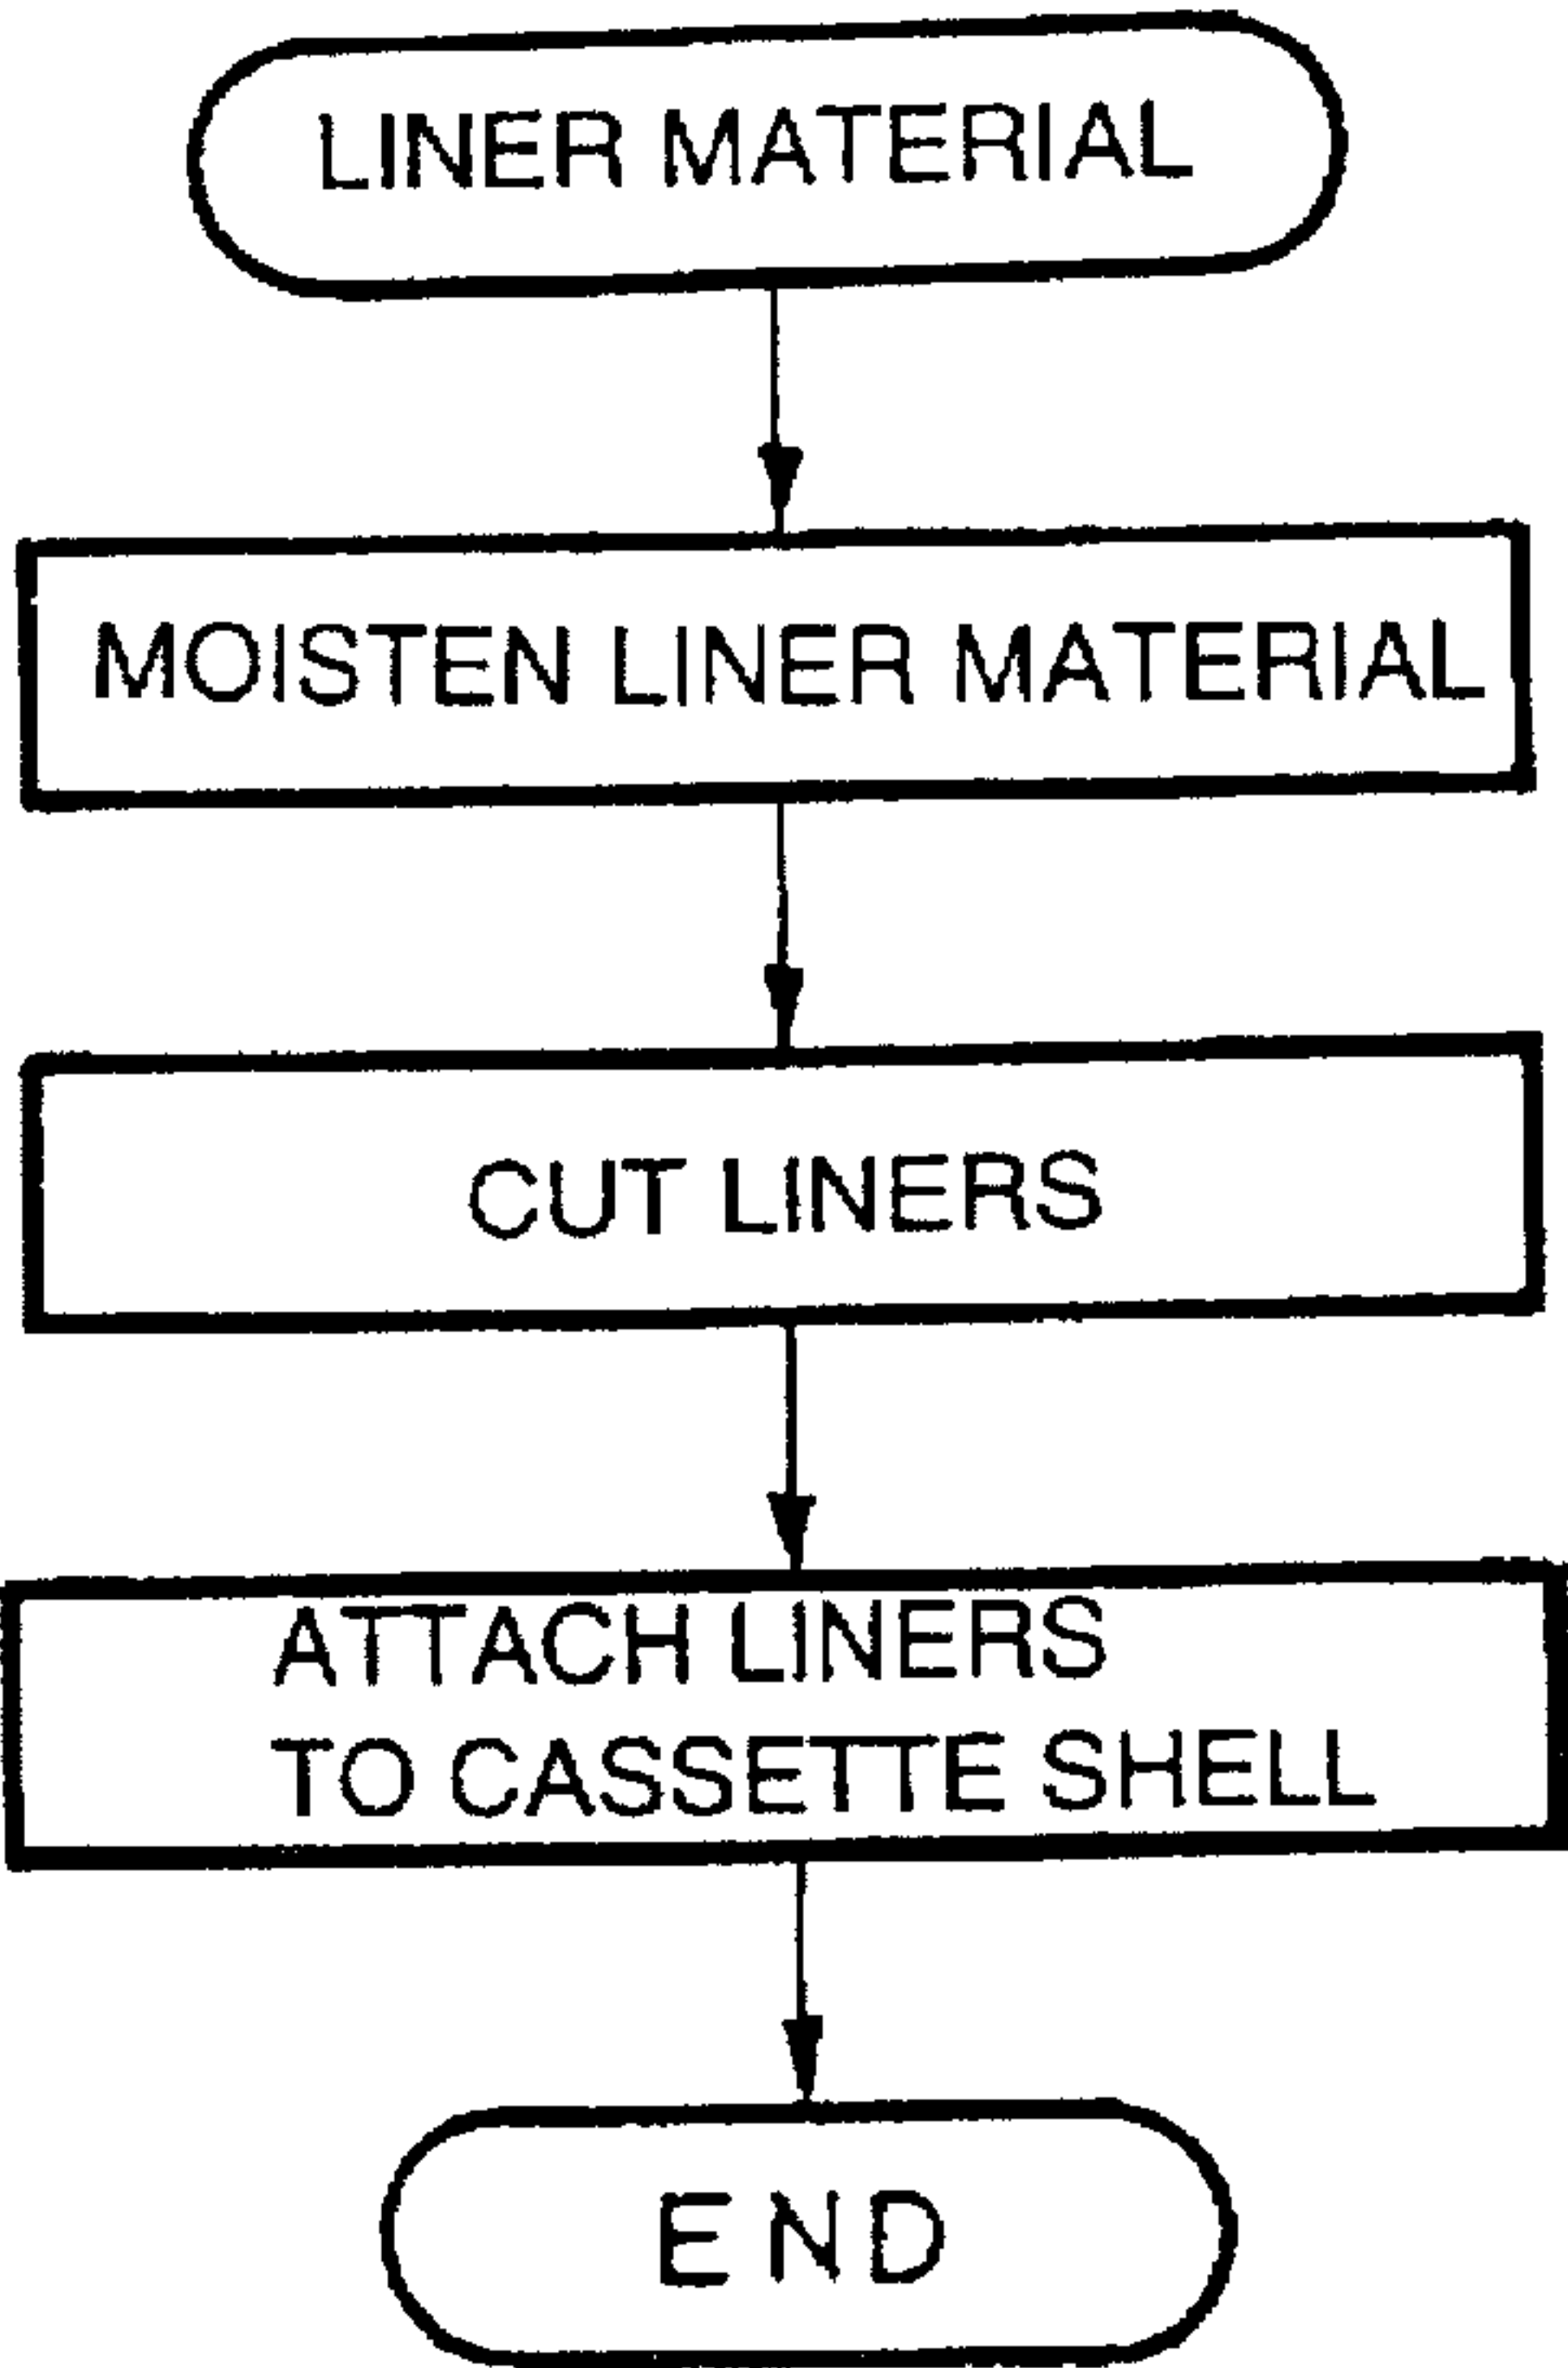 LINER MATERIAL
MOISTEN LINER MATERIAL
CUT LINERS
ATTACH LINERS
TO CASSETTE SHELL
END